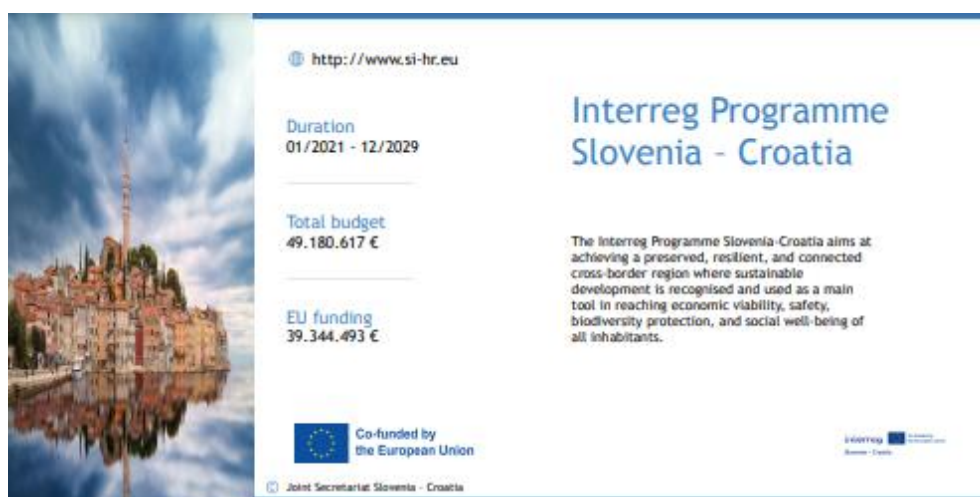 http://www.si-hr.eu
Duration
01/2021 - 12/2029
Total budget
49.180.617 €
EU funding
39.344.493 €
Interreg Programme
Slovenia - Croatia
The Interreg Programme Slovenia-Croatia aims at
achieving a preserved, resilient, and connected
cross-border region where sustainable
development is recognised and used as a main
tool in reaching economic viability, safety,
biodiversity protection, and social well-being of
all inhabitants.
Co-funded by
the European Union
Interreg
Slovenia - Croatia
© Joint Secretariat Slovenia - Croatia